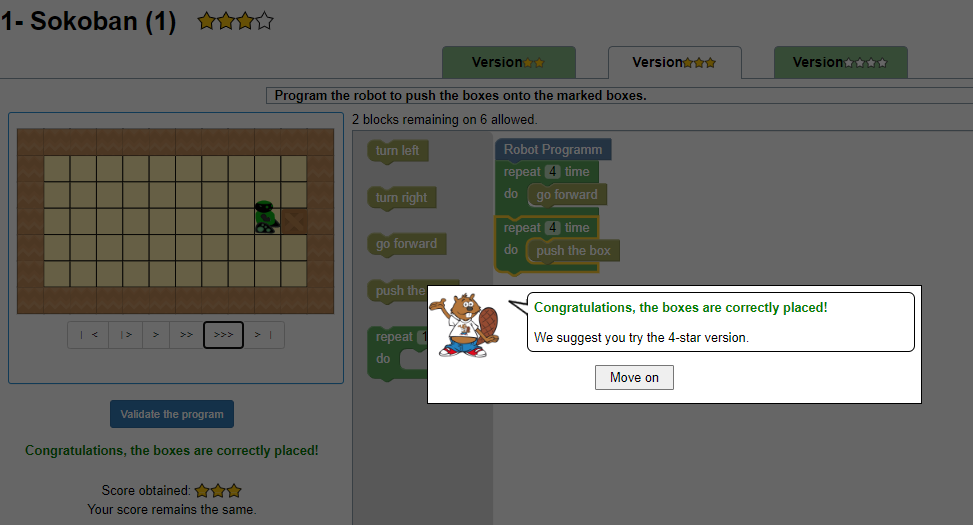 1- Sokoban (1)
Version
Version
Version
Program the robot to push the boxes onto the marked boxes.
2 blocks remaining on 6 allowed.
turn left
turn right
go forward
push the
repeat
do
Robot Programm
repeat 4 time
do go forward
repeat 4 time
do push the box
Congratulations, the boxes are correctly placed!
We suggest you try the 4-star version.
Move on
| < | > > >> >>> > |
Validate the program
Congratulations, the boxes are correctly placed!
Score obtained:
Your score remains the same.